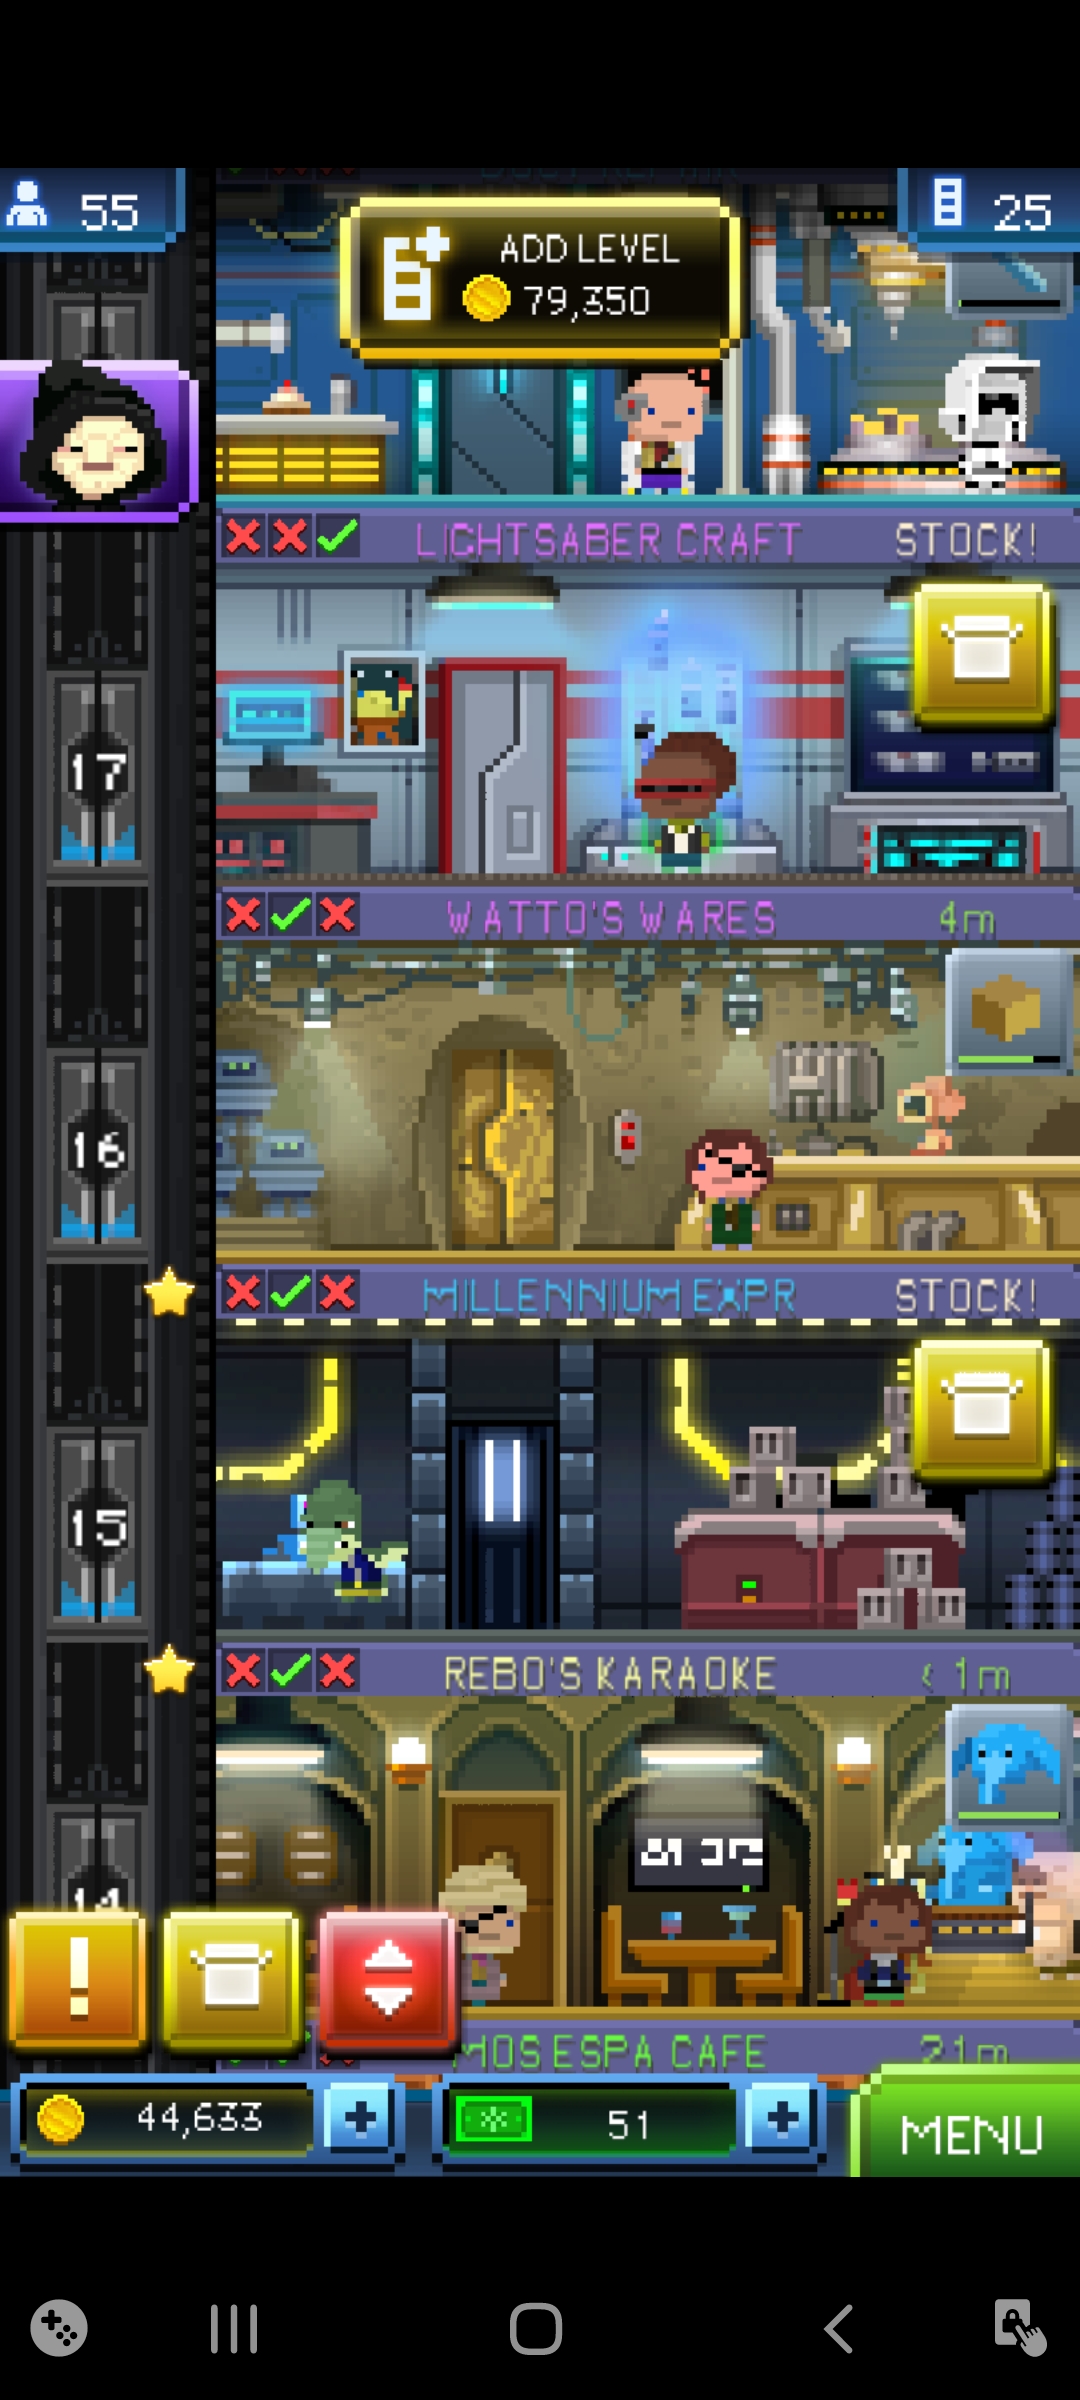 55
25
ADD LEVEL
79,350
LIGHTSABER CRAFT STOCK!
17
WATTO'S WARES 4m
16
MILLENNIUM EXPR STOCK!
15
REBO'S KARAOKE < 1m
14
!
MOS ESPA CAFE 21m
44,633 +
51 +
MENU